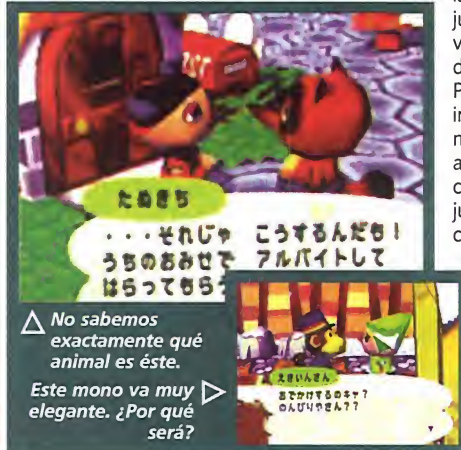 たぬきち
・・・それじゃ こうするんだも！
うちのおみせで アルバイトして
はらってもらう
No sabemos
exactamente qué
animal es éste.
Este mono va muy
elegante. ¿Por qué
será?
えきいんさん
おでかけするのキャ？
のんびりやさん？？